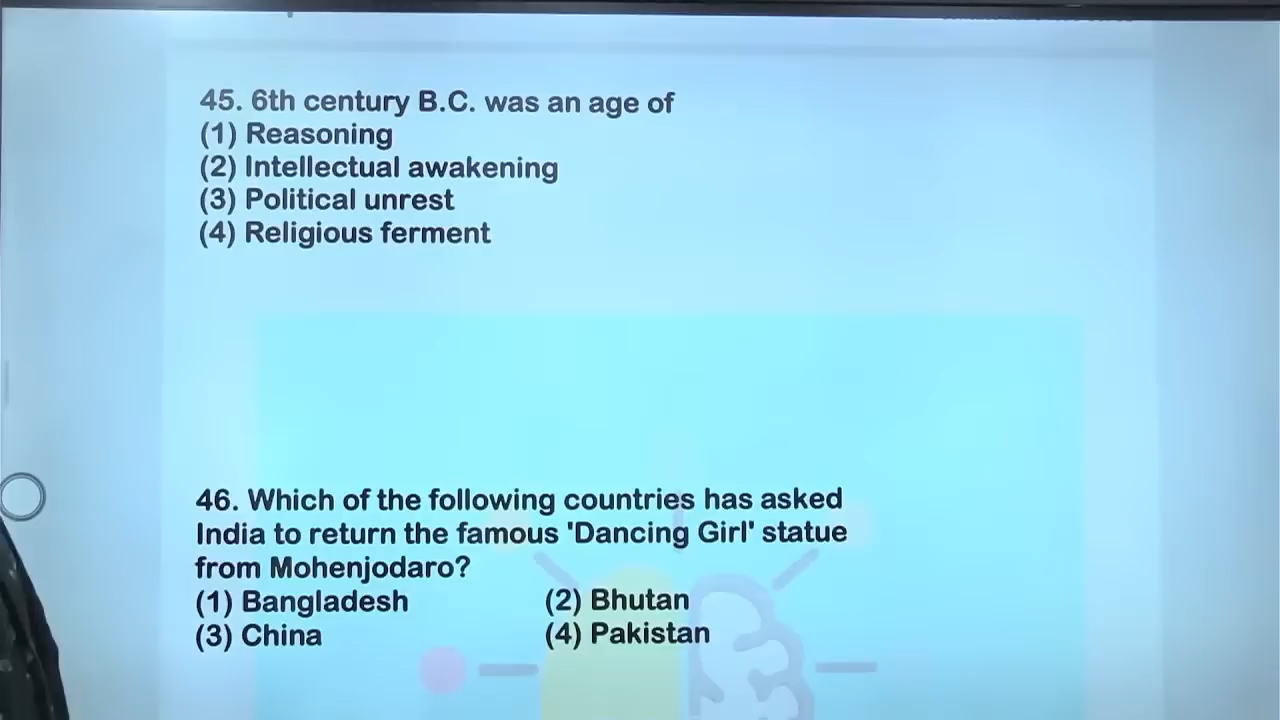 45. 6th century B.C. was an age of
(1) Reasoning
(2) Intellectual awakening
(3) Political unrest
(4) Religious ferment
46. Which of the following countries has asked
India to return the famous 'Dancing Girl' statue
from Mohenjodaro?
(1) Bangladesh (2) Bhutan
(3) China (4) Pakistan